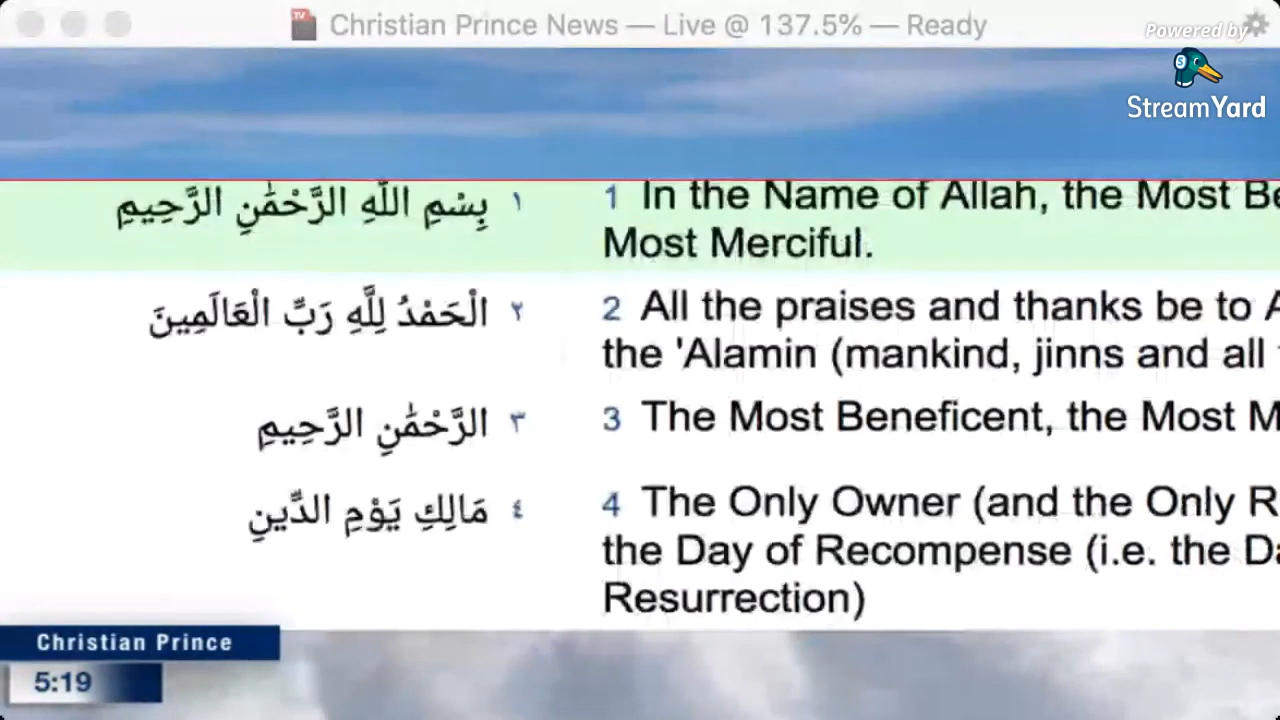 Christian Prince News — Live @ 137.5% — Ready
Powered by
StreamYard
بِسْمِ اللَّهِ الرَّحْمَٰنِ الرَّحِيمِ ١
1 In the Name of Allah, the Most Be
Most Merciful.
الْحَمْدُ لِلَّهِ رَبِّ الْعَالَمِينَ ٢
2 All the praises and thanks be to A
the 'Alamin (mankind, jinns and all
الرَّحْمَٰنِ الرَّحِيمِ ٣
3 The Most Beneficent, the Most M
مَالِكِ يَوْمِ الدِّينِ ٤
4 The Only Owner (and the Only R
the Day of Recompense (i.e. the Da
Resurrection)
Christian Prince
5:19